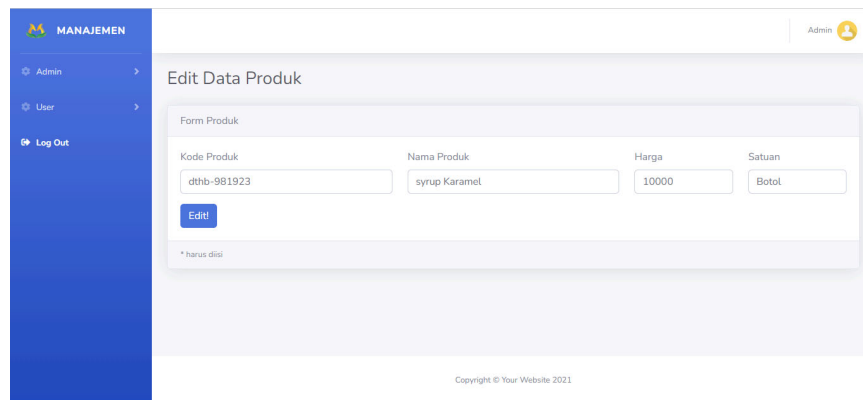 MANAJEMEN
Admin
Admin
User
Log Out
Edit Data Produk
Form Produk
Kode Produk Nama Produk Harga Satuan
dthb-981923 syrup Karamel 10000 Botol
Edit!
* harus diisi
Copyright © Your Website 2021